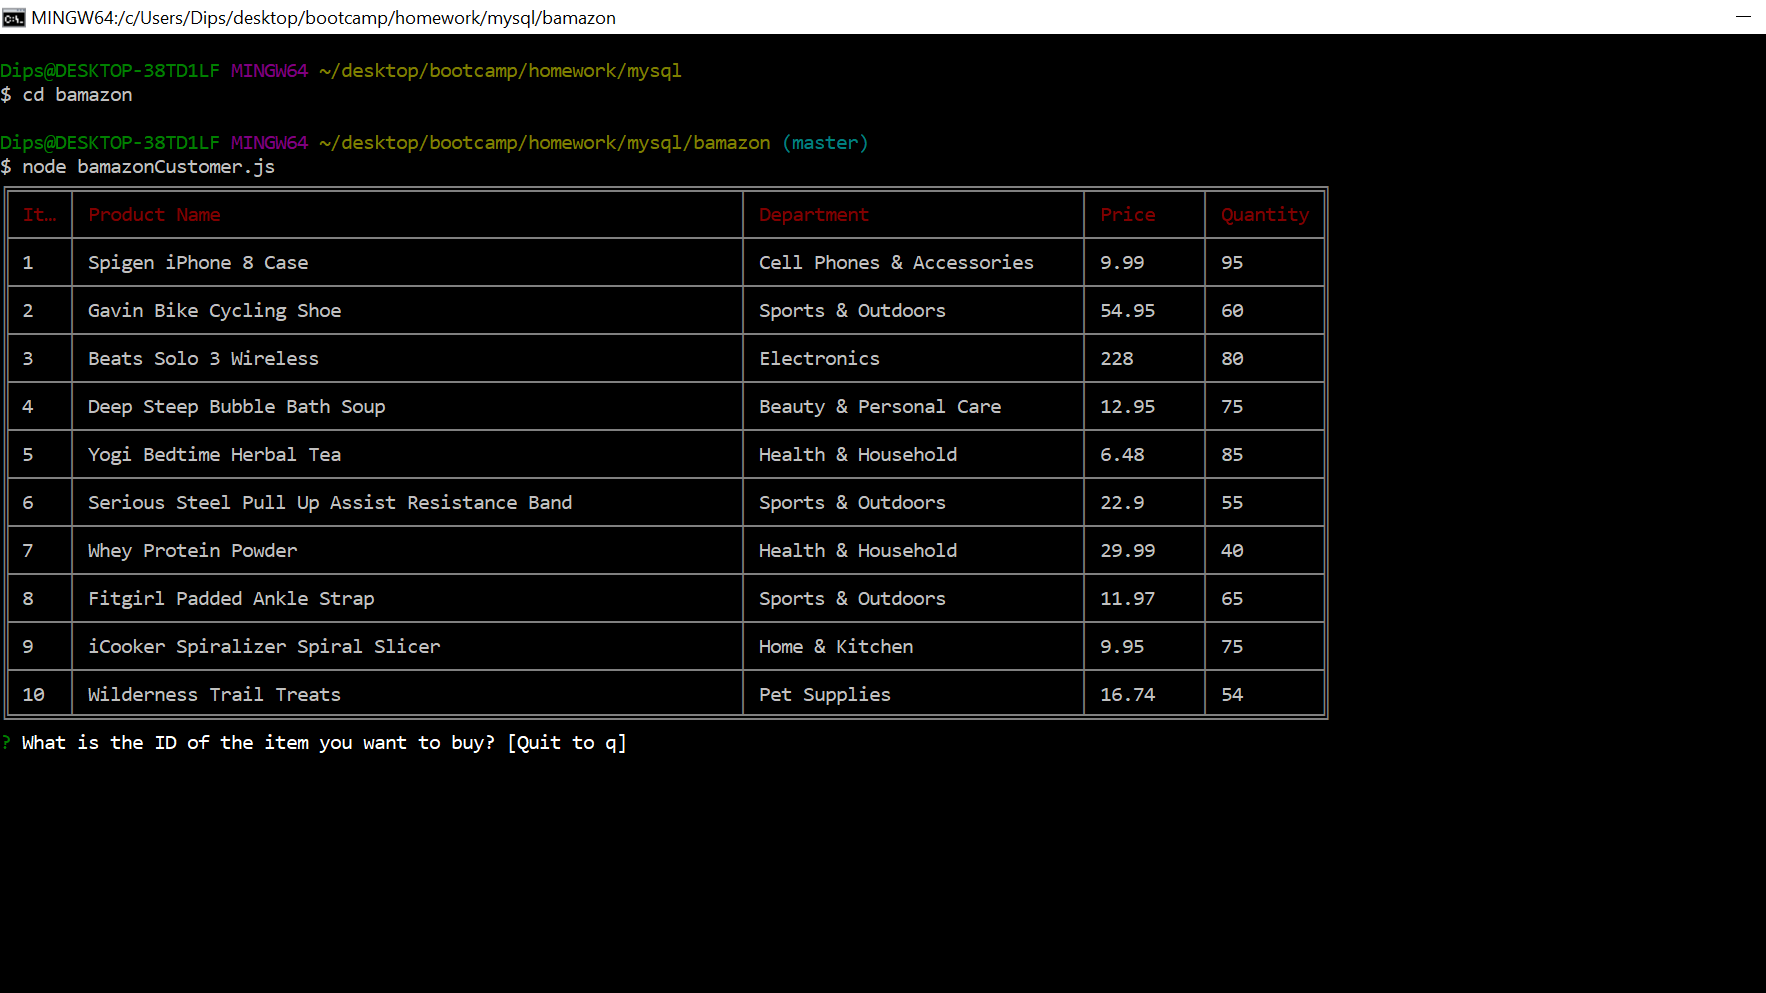 MINGW64:/c/Users/Dips/desktop/bootcamp/homework/mysql/bamazon
Dips@DESKTOP-38TD1LF MINGW64 ~/desktop/bootcamp/homework/mysql
$ cd bamazon
Dips@DESKTOP-38TD1LF MINGW64 ~/desktop/bootcamp/homework/mysql/bamazon (master)
$ node bamazonCustomer.js
It… Product Name Department Price Quantity
1 Spigen iPhone 8 Case Cell Phones & Accessories 9.99 95
2 Gavin Bike Cycling Shoe Sports & Outdoors 54.95 60
3 Beats Solo 3 Wireless Electronics 228 80
4 Deep Steep Bubble Bath Soup Beauty & Personal Care 12.95 75
5 Yogi Bedtime Herbal Tea Health & Household 6.48 85
6 Serious Steel Pull Up Assist Resistance Band Sports & Outdoors 22.9 55
7 Whey Protein Powder Health & Household 29.99 40
8 Fitgirl Padded Ankle Strap Sports & Outdoors 11.97 65
9 iCooker Spiralizer Spiral Slicer Home & Kitchen 9.95 75
10 Wilderness Trail Treats Pet Supplies 16.74 54
? What is the ID of the item you want to buy? [Quit to q]